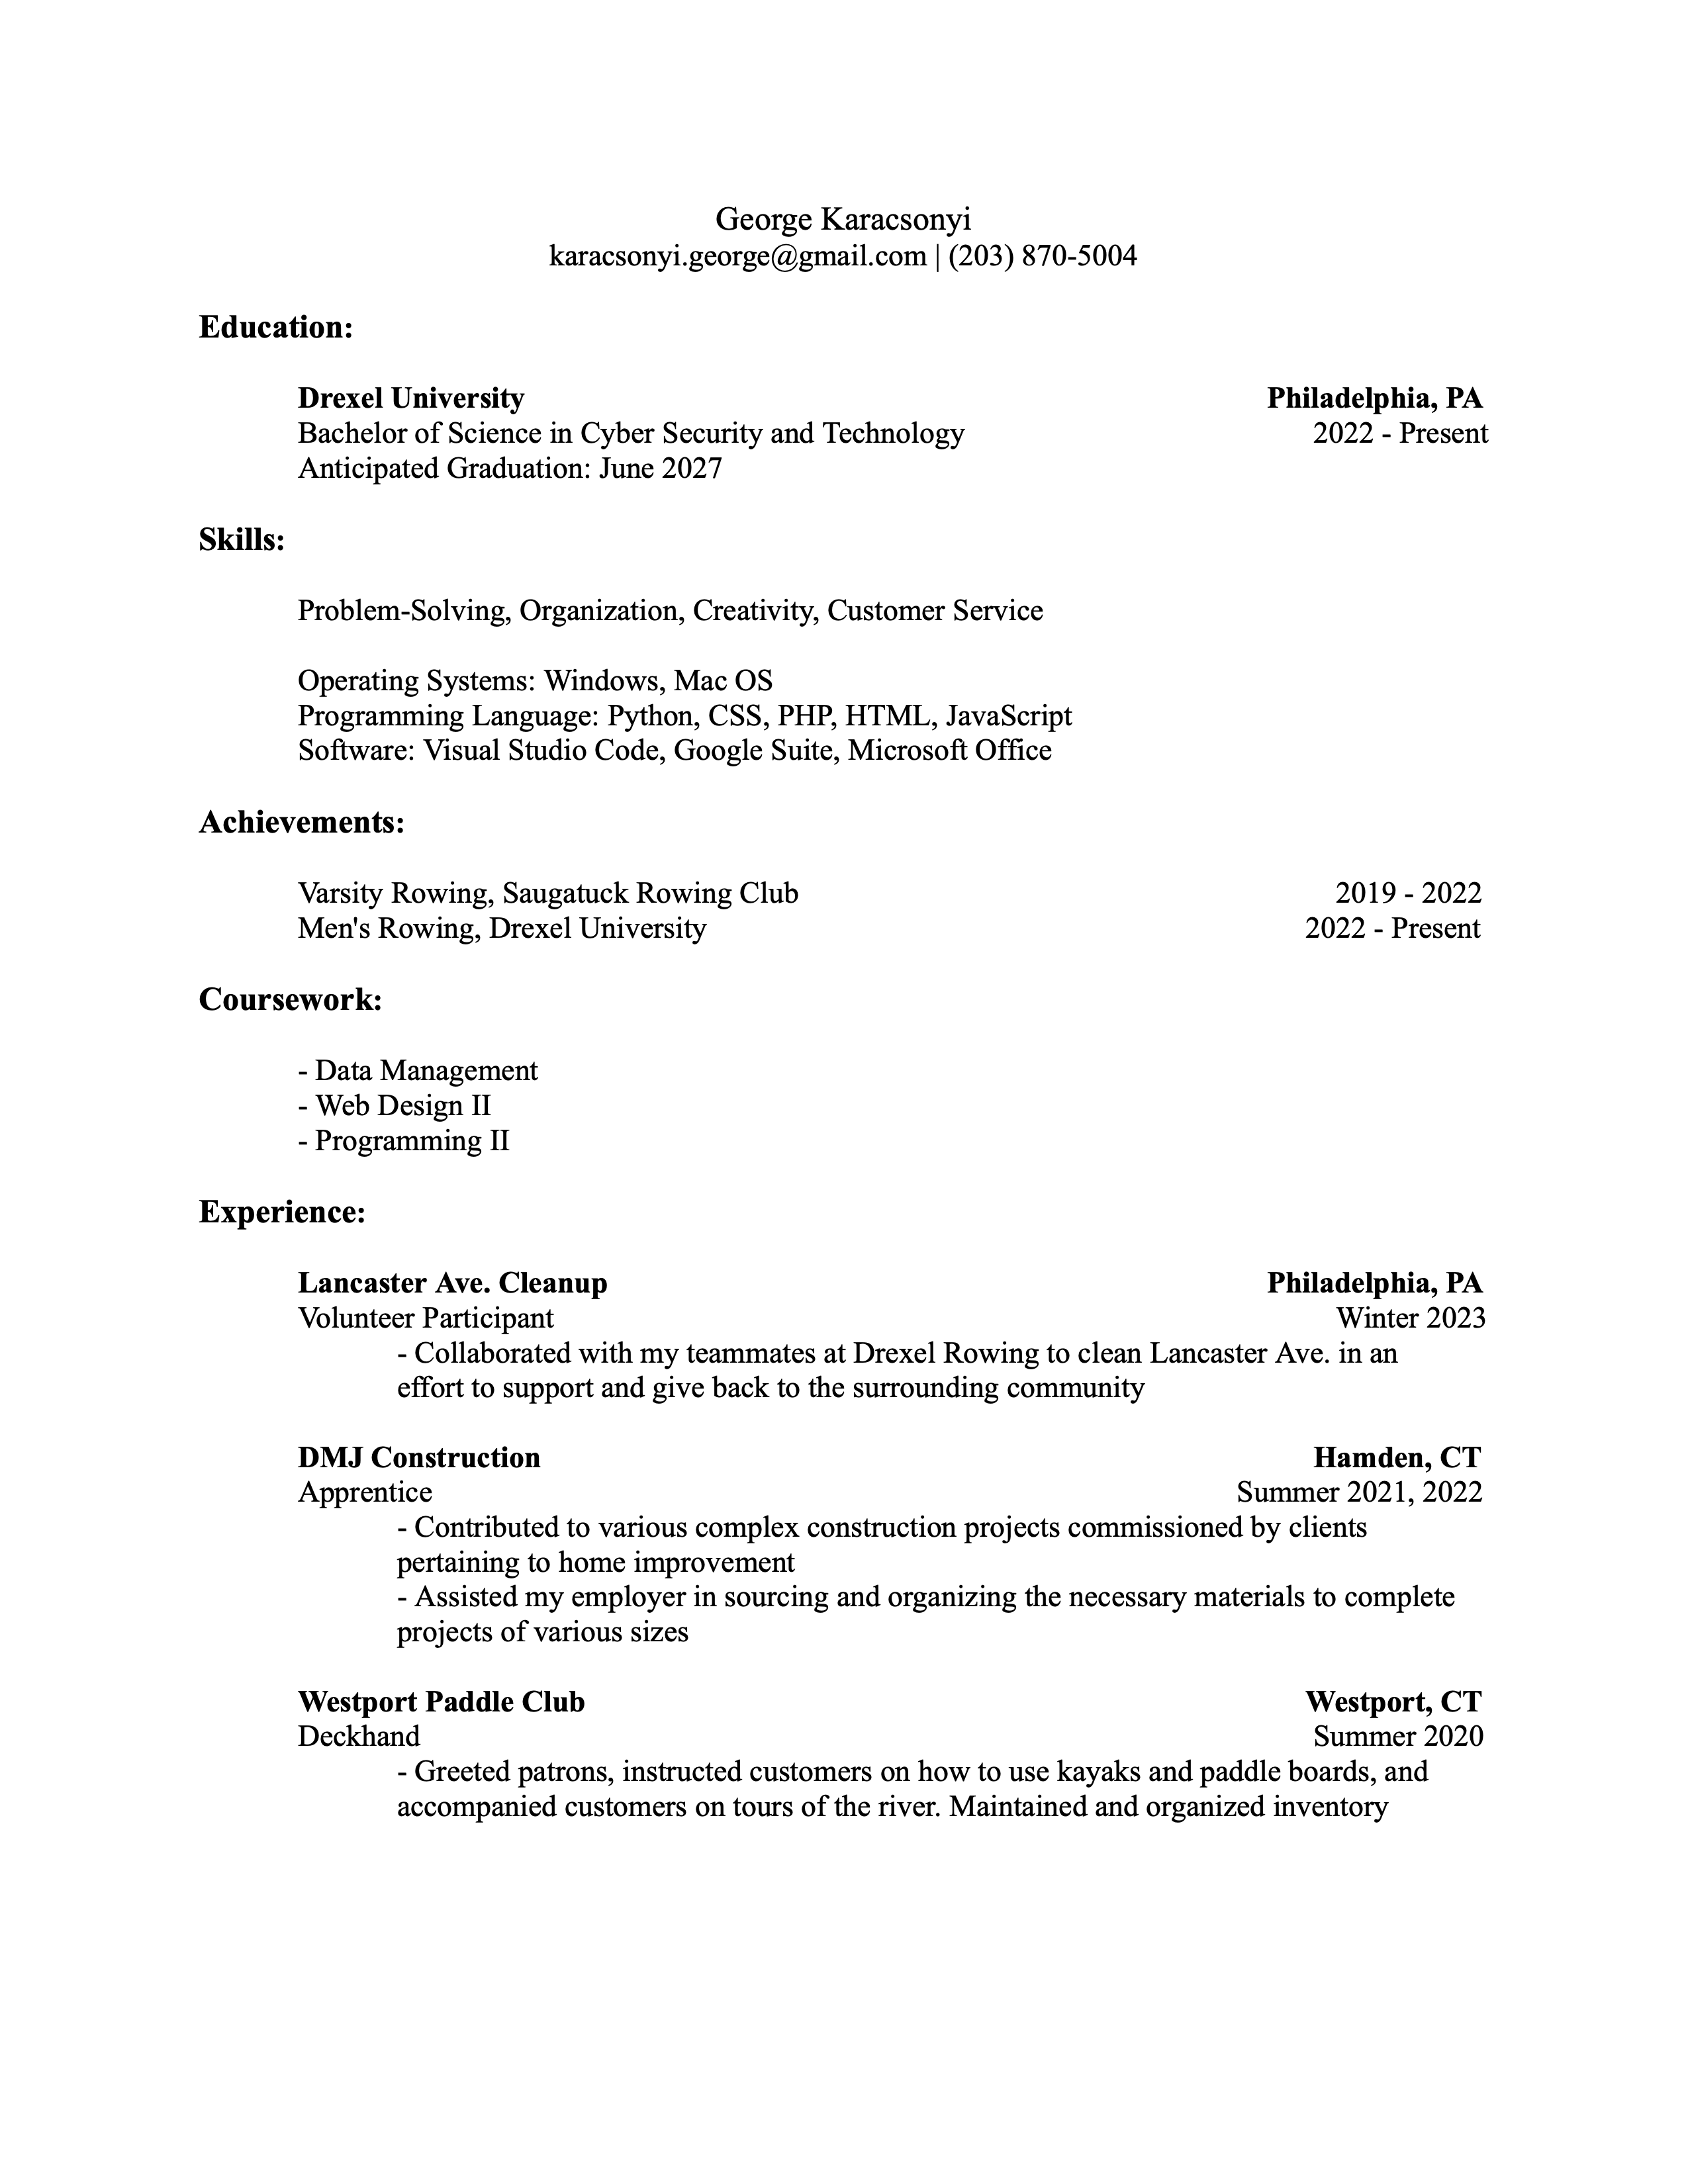 George Karacsonyi
karacsonyi.george@gmail.com | (203) 870-5004
Education:
Drexel University Philadelphia, PA
Bachelor of Science in Cyber Security and Technology 2022 - Present
Anticipated Graduation: June 2027
Skills:
Problem-Solving, Organization, Creativity, Customer Service
Operating Systems: Windows, Mac OS
Programming Language: Python, CSS, PHP, HTML, JavaScript
Software: Visual Studio Code, Google Suite, Microsoft Office
Achievements:
Varsity Rowing, Saugatuck Rowing Club 2019 - 2022
Men's Rowing, Drexel University 2022 - Present
Coursework:
- Data Management
- Web Design II
- Programming II
Experience:
Lancaster Ave. Cleanup Philadelphia, PA
Volunteer Participant Winter 2023
- Collaborated with my teammates at Drexel Rowing to clean Lancaster Ave. in an
effort to support and give back to the surrounding community
DMJ Construction Hamden, CT
Apprentice Summer 2021, 2022
- Contributed to various complex construction projects commissioned by clients
pertaining to home improvement
- Assisted my employer in sourcing and organizing the necessary materials to complete
projects of various sizes
Westport Paddle Club Westport, CT
Deckhand Summer 2020
- Greeted patrons, instructed customers on how to use kayaks and paddle boards, and
accompanied customers on tours of the river. Maintained and organized inventory